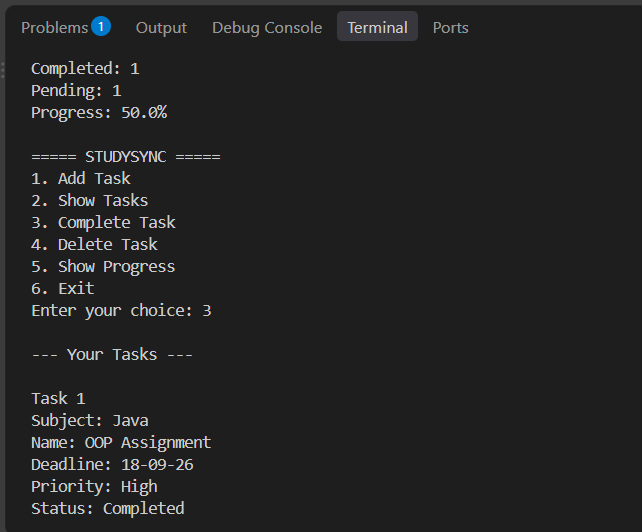 Problems 1 Output Debug Console Terminal Ports
Completed: 1
Pending: 1
Progress: 50.0%
===== STUDYSYNC =====
1. Add Task
2. Show Tasks
3. Complete Task
4. Delete Task
5. Show Progress
6. Exit
Enter your choice: 3
--- Your Tasks ---
Task 1
Subject: Java
Name: OOP Assignment
Deadline: 18-09-26
Priority: High
Status: Completed